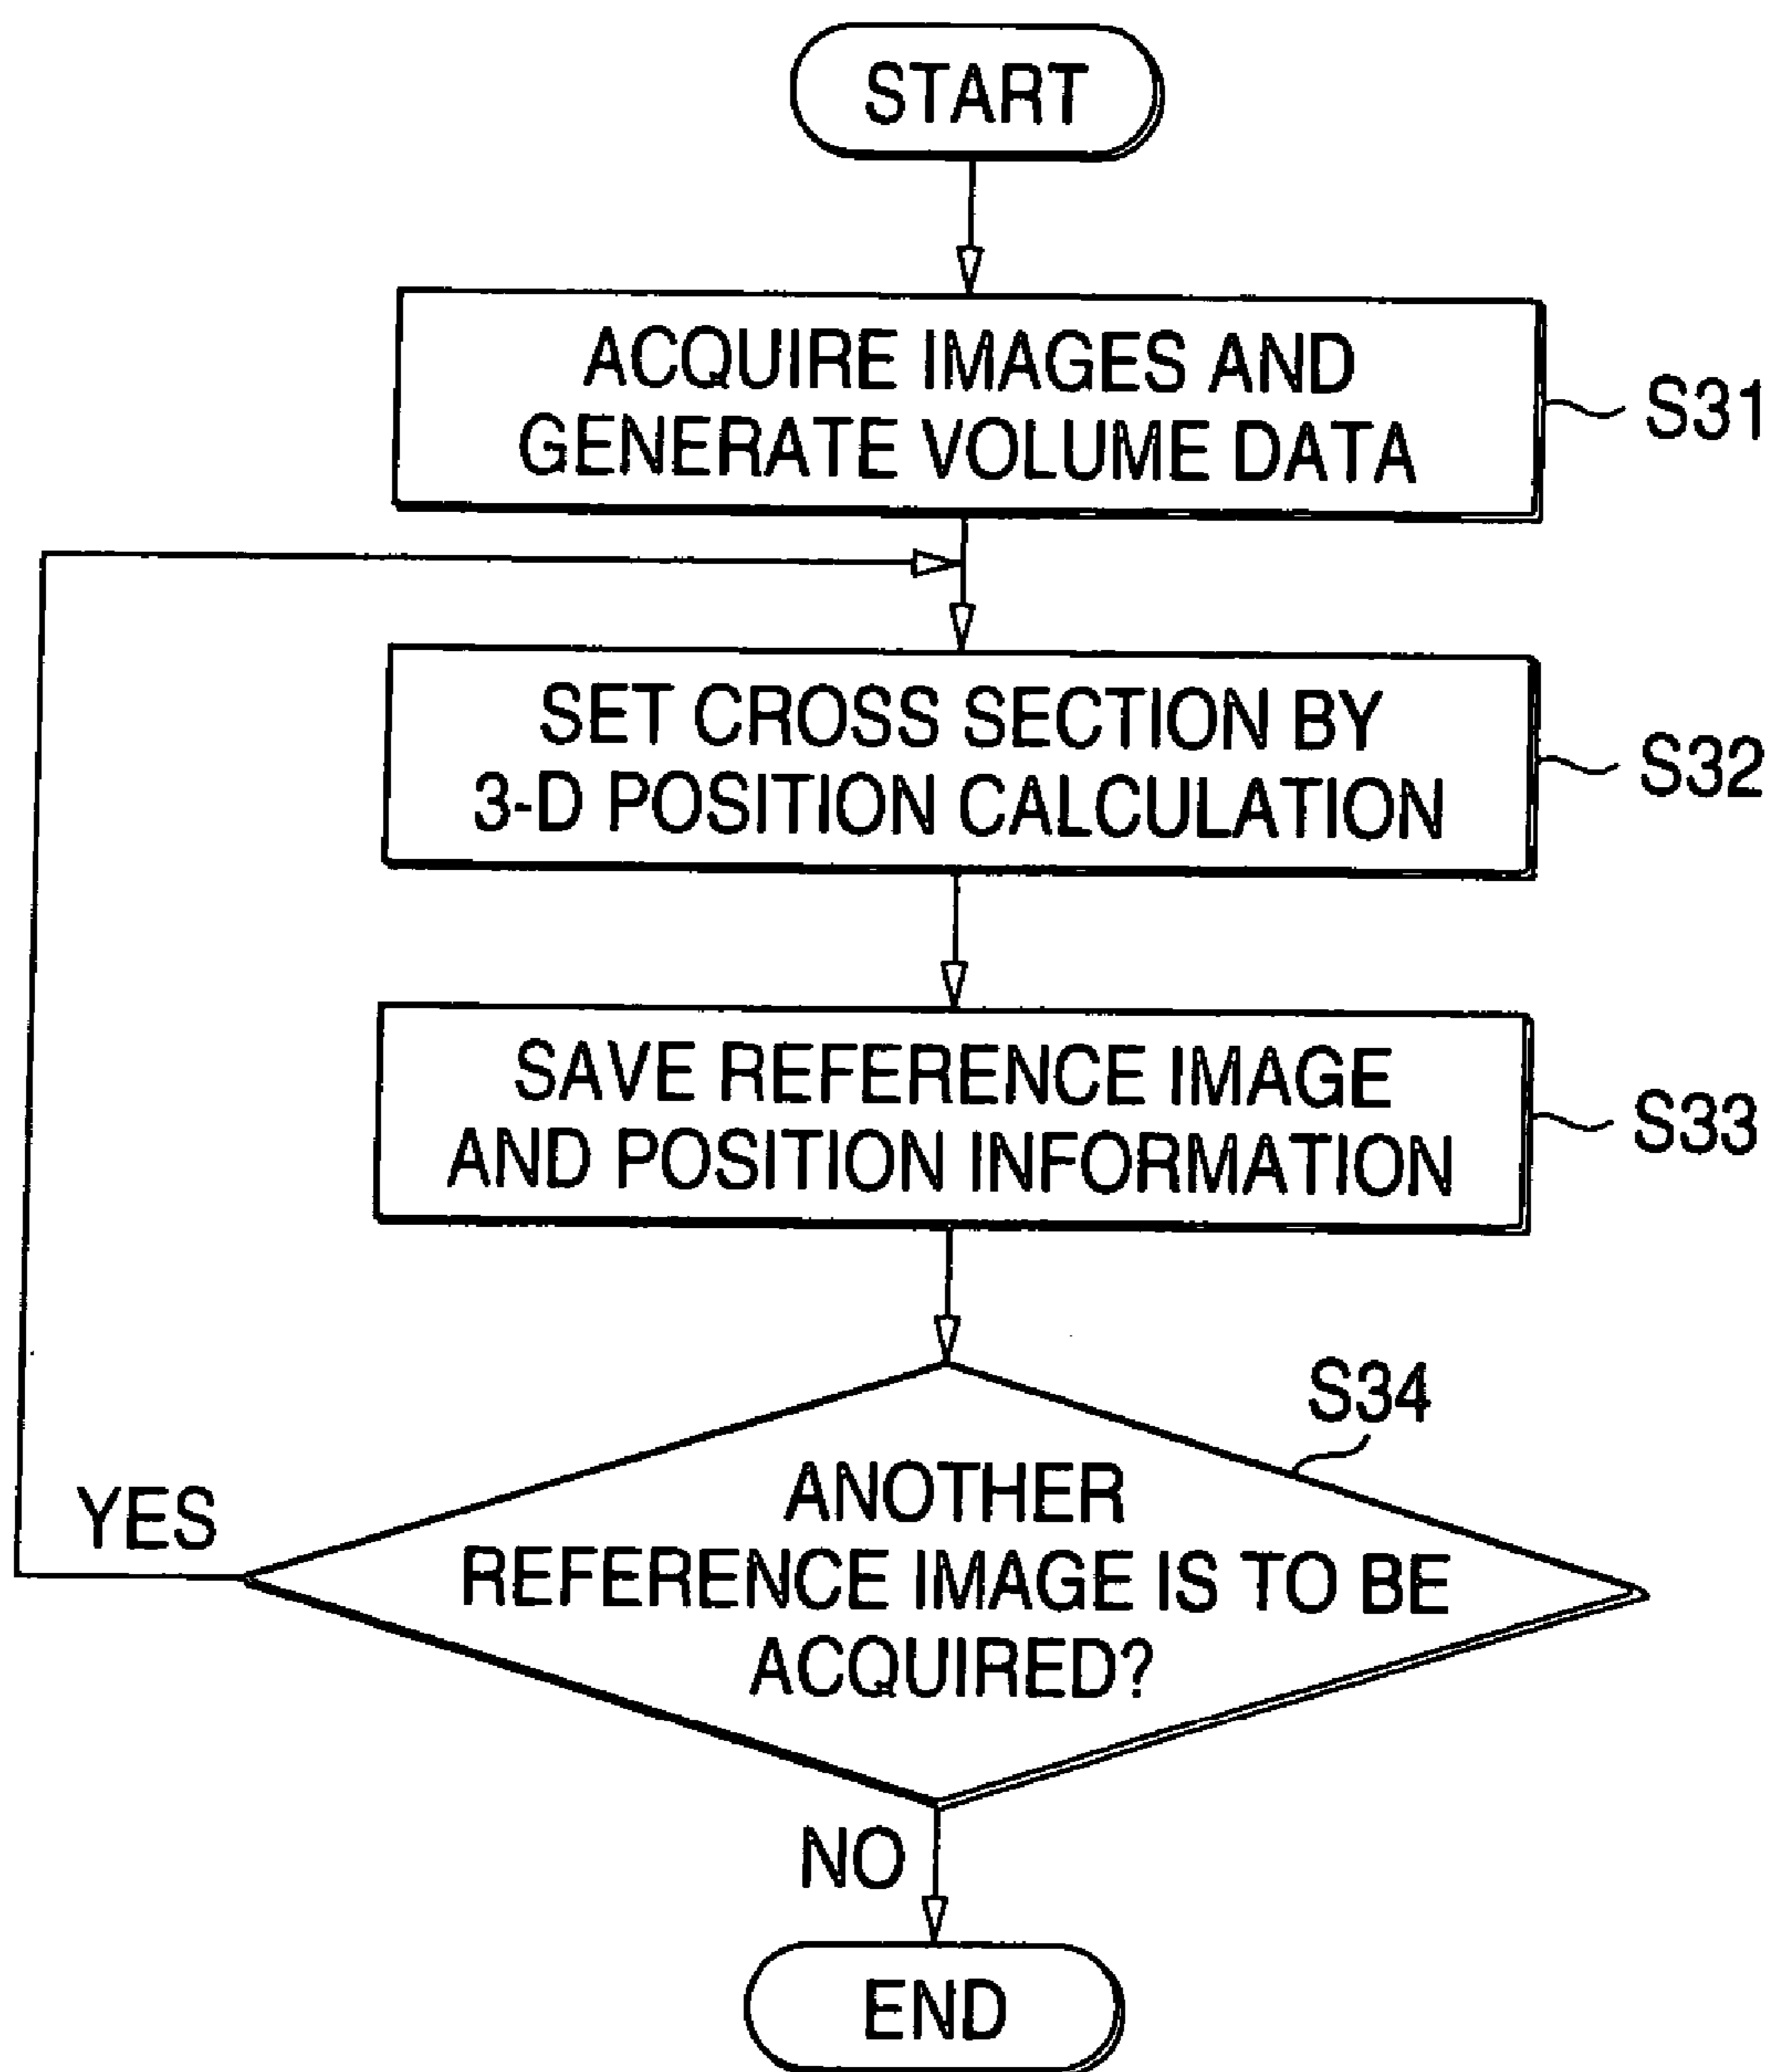 START
ACQUIRE IMAGES AND
GENERATE VOLUME DATA
S31
SET CROSS SECTION BY
3-D POSITION CALCULATION
S32
SAVE REFERENCE IMAGE
AND POSITION INFORMATION
S33
S34
ANOTHER
REFERENCE IMAGE IS TO BE
ACQUIRED?
YES
NO
END